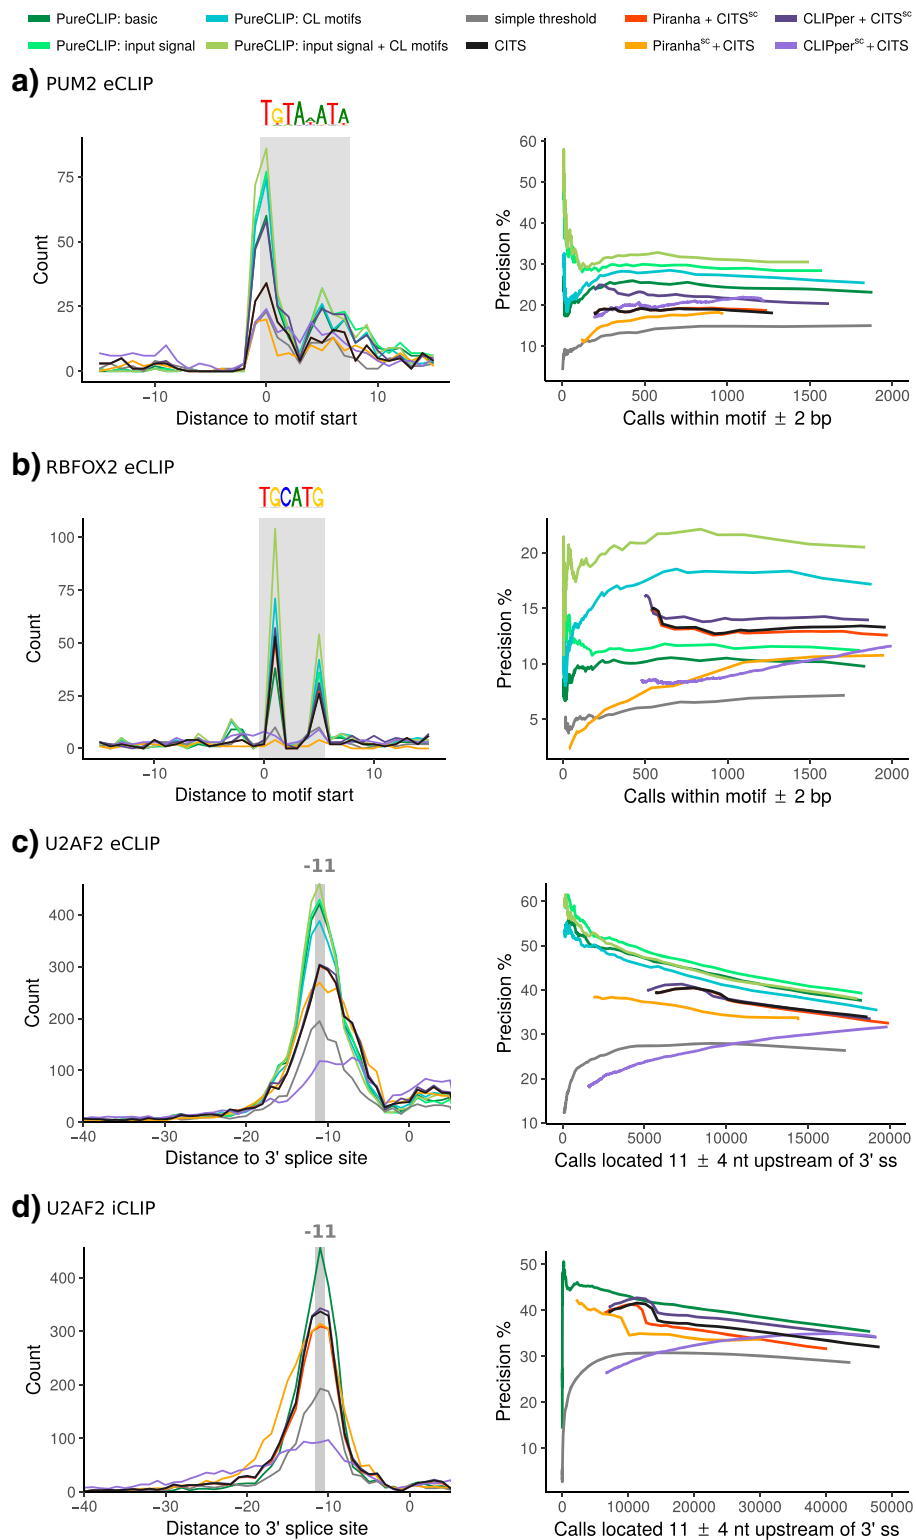 PureCLIP: basic
PureCLIP: CL motifs
simple threshold
Piranha + CITSsc
CLIPper + CITSsc
PureCLIP: input signal
PureCLIP: input signal + CL motifs
CITS
Piranhasc + CITS
CLIPpersc + CITS
a) PUM2 eCLIP
TGTAAATA
75
50
25
0
Count
−10
0
10
Distance to motif start
60
50
40
30
20
10
Precision %
0
500
1000
1500
2000
Calls within motif ± 2 bp
b) RBFOX2 eCLIP
TGCATG
100
75
50
25
0
Count
−10
0
10
Distance to motif start
20
15
10
5
Precision %
0
500
1000
1500
2000
Calls within motif ± 2 bp
c) U2AF2 eCLIP
-11
400
300
200
100
0
Count
−40
−30
−20
−10
0
Distance to 3' splice site
60
50
40
30
20
10
Precision %
0
5000
10000
15000
20000
Calls located 11 ± 4 nt upstream of 3' ss
d) U2AF2 iCLIP
-11
400
300
200
100
0
Count
−40
−30
−20
−10
0
Distance to 3' splice site
50
40
30
20
10
Precision %
0
10000
20000
30000
40000
50000
Calls located 11 ± 4 nt upstream of 3' ss